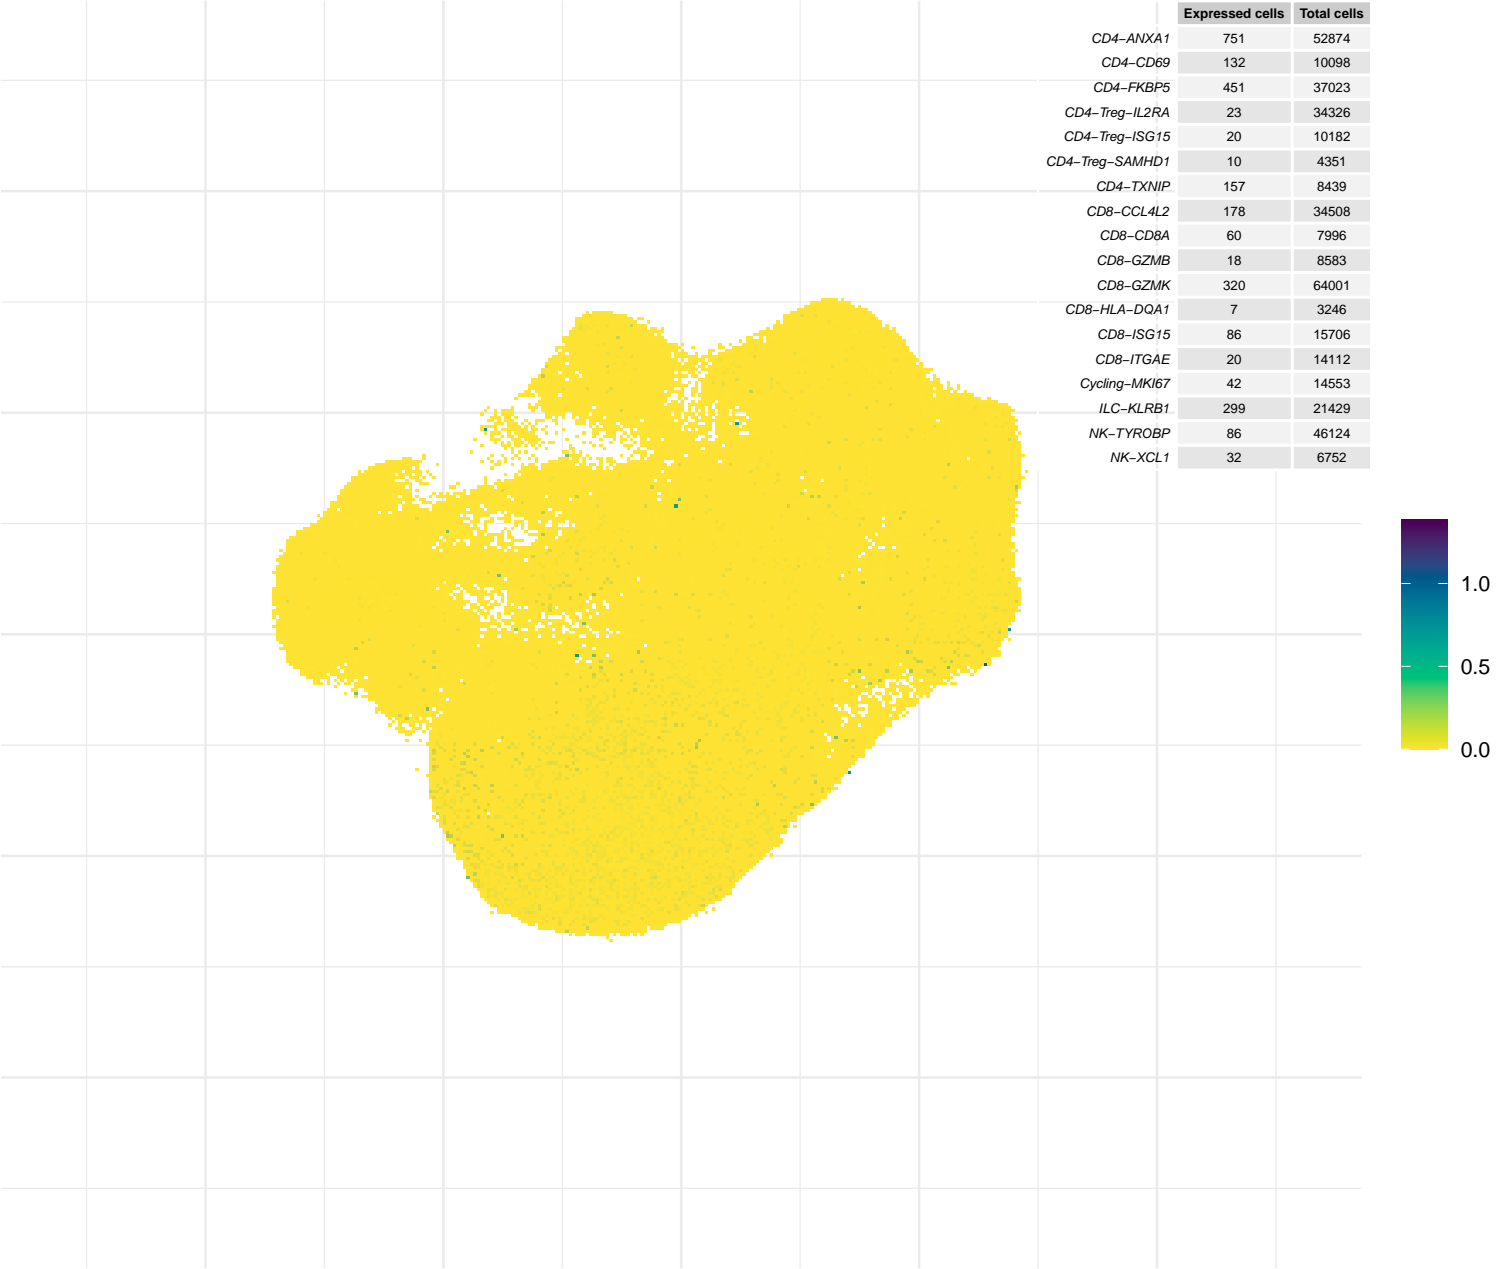 Expressed cells Total cells
CD4−ANXA1 751 52874
CD4−CD69 132 10098
CD4−FKBP5 451 37023
CD4−Treg−IL2RA 23 34326
CD4−Treg−ISG15 20 10182
CD4−Treg−SAMHD1 10 4351
CD4−TXNIP 157 8439
CD8−CCL4L2 178 34508
CD8−CD8A 60 7996
CD8−GZMB 18 8583
CD8−GZMK 320 64001
CD8−HLA−DQA1 7 3246
CD8−ISG15 86 15706
CD8−ITGAE 20 14112
Cycling−MKI67 42 14553
ILC−KLRB1 299 21429
NK−TYROBP 86 46124
NK−XCL1 32 6752
1.0
0.5
0.0